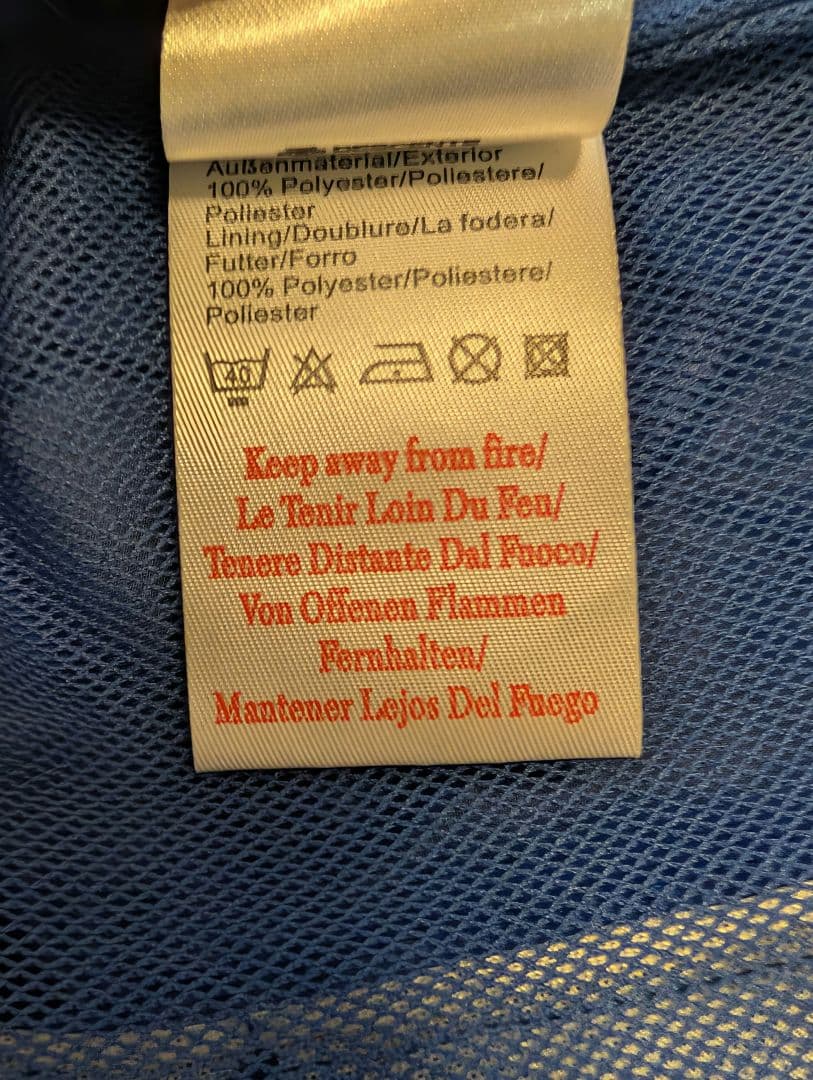 Außenmaterial/Exterior
100% Polyester/Poliestere/
Poliester
Lining/Doublure/La fodera/
Futter/Forro
100% Polyester/Poliestere/
Poliester
40
Keep away from fire/
Le Tenir Loin Du Feu/
Tenere Distante Dal Fuoco/
Von Offenen Flammen
Fernhalten/
Mantener Lejos Del Fuego